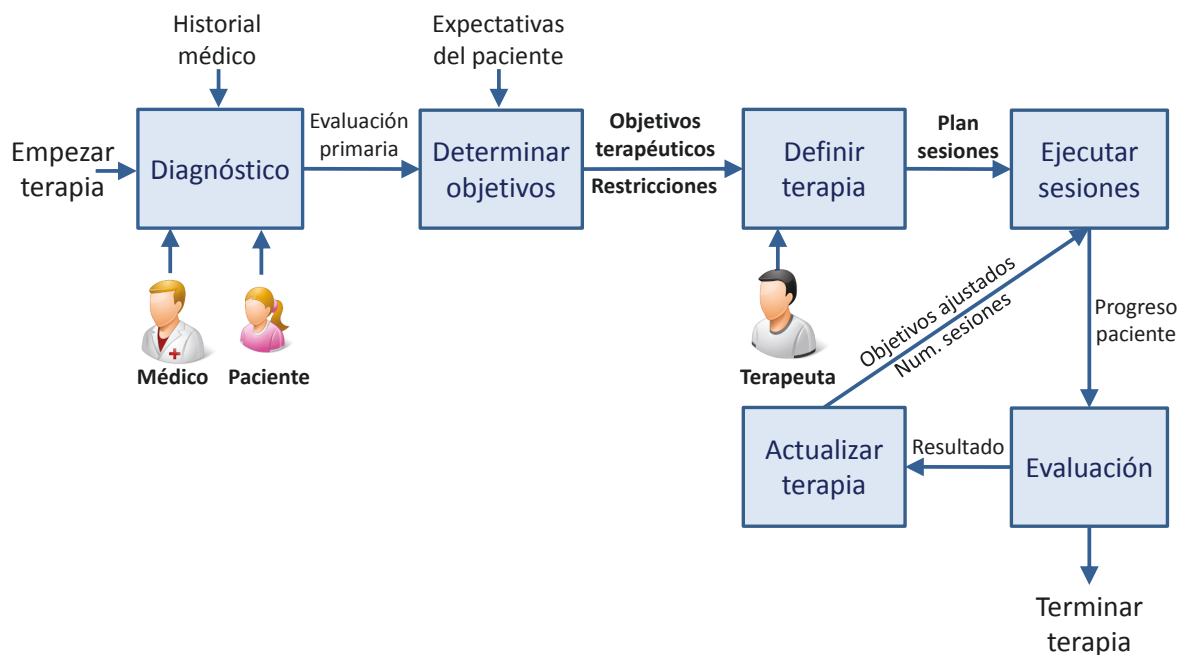 Historial
médico
Expectativas
del paciente
Empezar
terapia
Diagnóstico
Evaluación
primaria
Determinar
objetivos
Objetivos
terapéuticos
Restricciones
Definir
terapia
Plan
sesiones
Ejecutar
sesiones
Médico
Paciente
Terapeuta
Objetivos ajustados
Num. sesiones
Progreso
paciente
Actualizar
terapia
Resultado
Evaluación
Terminar
terapia